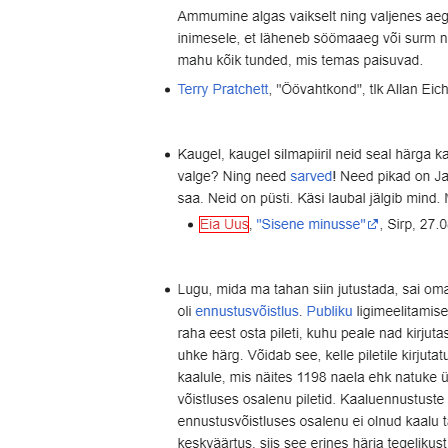 Ammumine algas vaikselt ning valjenes aeg
inimesele, et läheneb söömaaeg või surm n
mahu kõik tunded, mis temas paisuvad.
Terry Pratchett, "Öövahtkond", tlk Allan Eich
Kaugel, kaugel silmapiiril neid seal härga ka
valge? Ning need sarved! Need pikad on Ja
saa. Neid on püsti. Käsi laubal jälgib mind. M
Eia Uus, "Sisene minusse", Sirp, 27.0
Lugu, mida ma tahan siin jutustada, sai oma
oli ennustusvõistlus. Publiku ligimeelitamise
raha eest osta pileti, kuhu peale nad kirjutas
uhke härg. Võidab see, kelle piletile kirjutatu
kaalule, mis näites 1198 naela ehk natuke ü
võistluses osalenu piletid. Kaaluennustuste
ennustusvõistluses osalenu ei olnud kaalu t
keskväärtus, siis see erines härja tegelikust